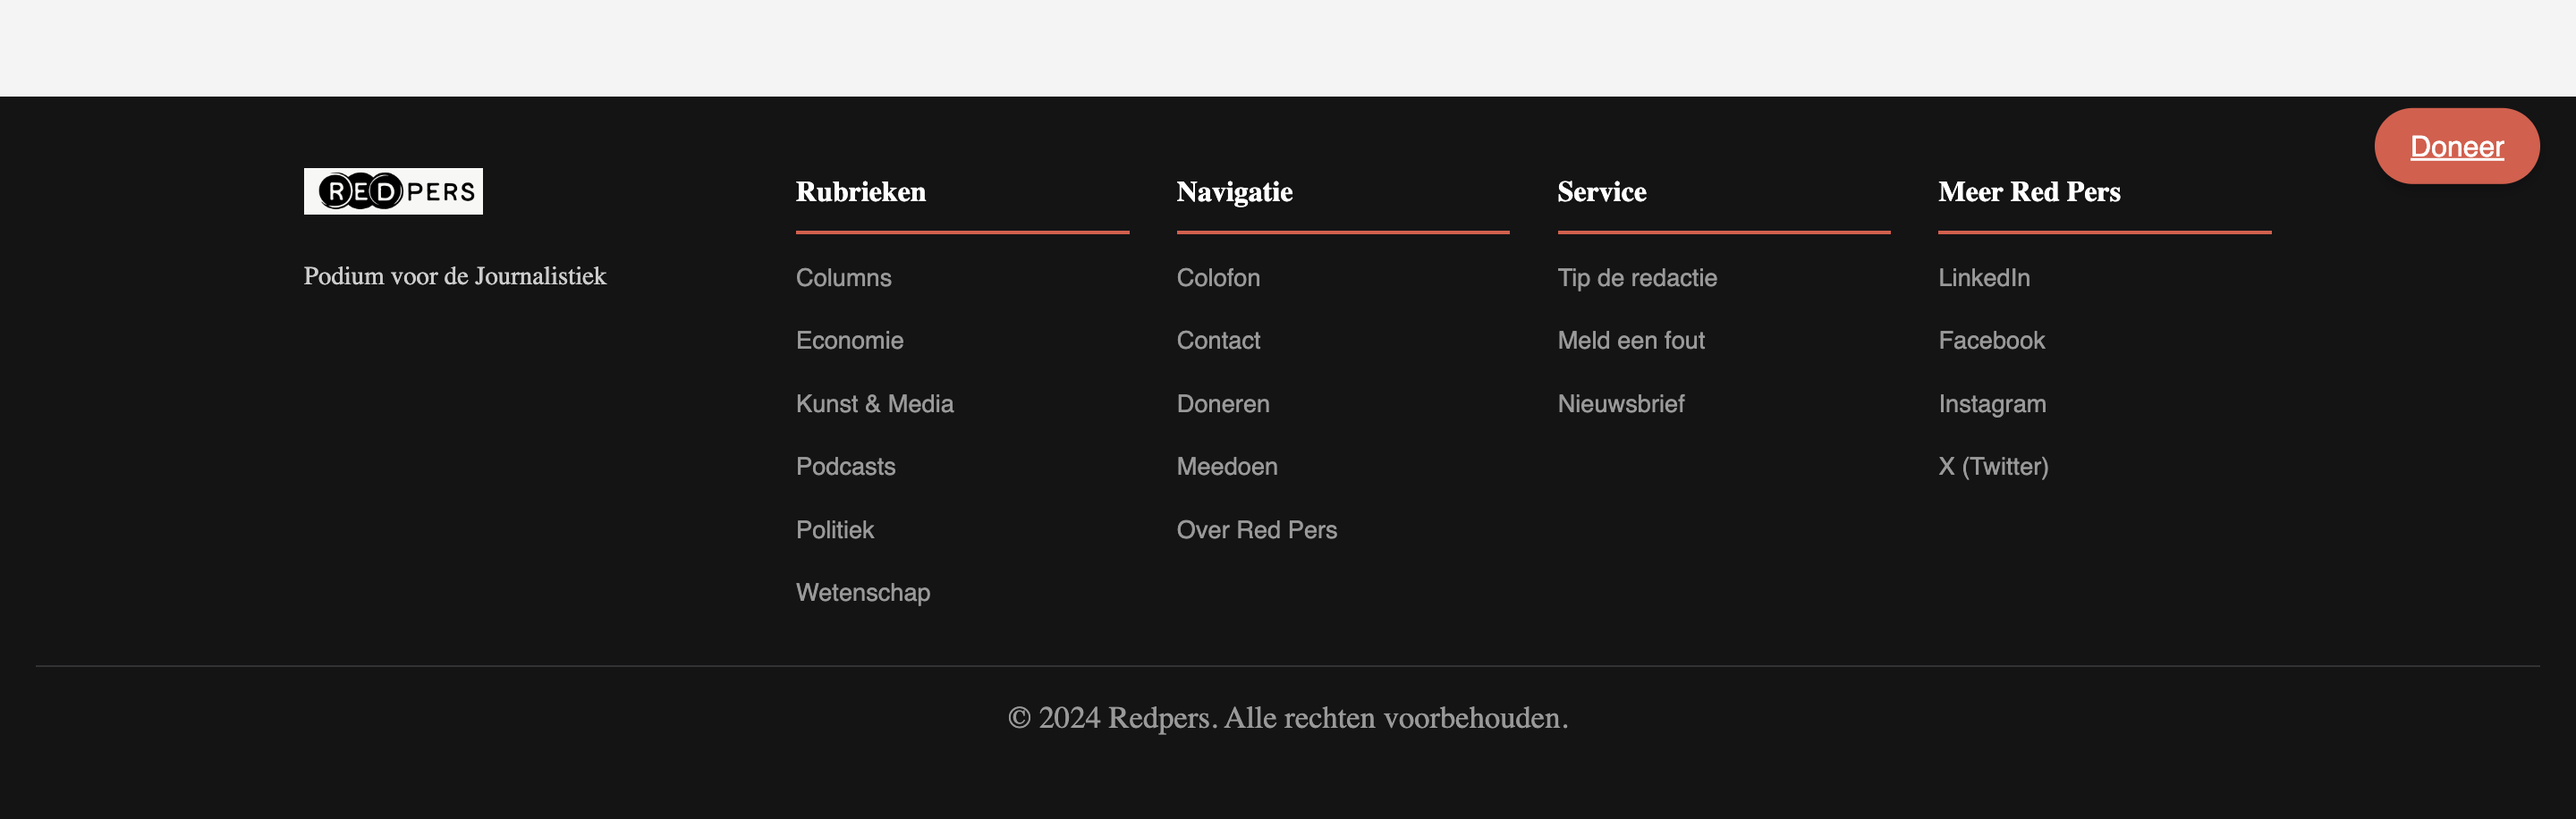 Doneer
REDPERS
Podium voor de Journalistiek
Rubrieken
Columns
Economie
Kunst & Media
Podcasts
Politiek
Wetenschap
Navigatie
Colofon
Contact
Doneren
Meedoen
Over Red Pers
Service
Tip de redactie
Meld een fout
Nieuwsbrief
Meer Red Pers
LinkedIn
Facebook
Instagram
X (Twitter)
© 2024 Redpers. Alle rechten voorbehouden.